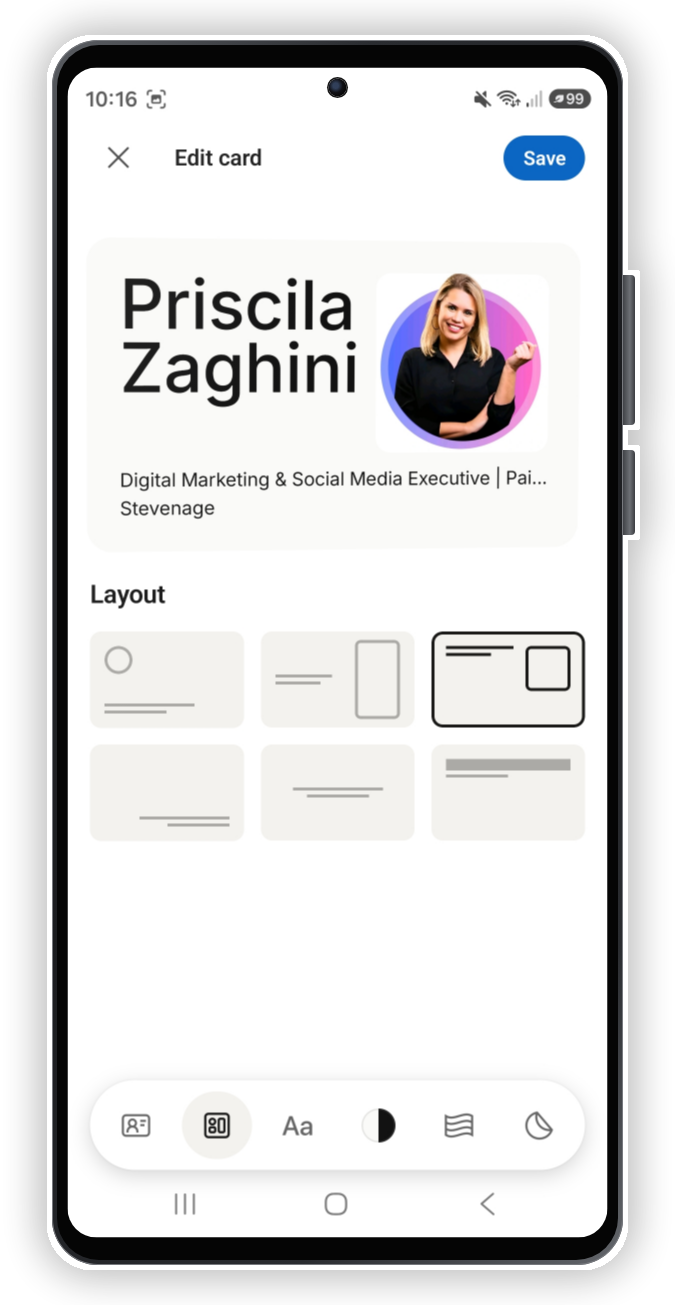 10:16
99
Edit card
Save
Priscila
Zaghini
Digital Marketing & Social Media Executive | Pai...
Stevenage
Layout
Aa